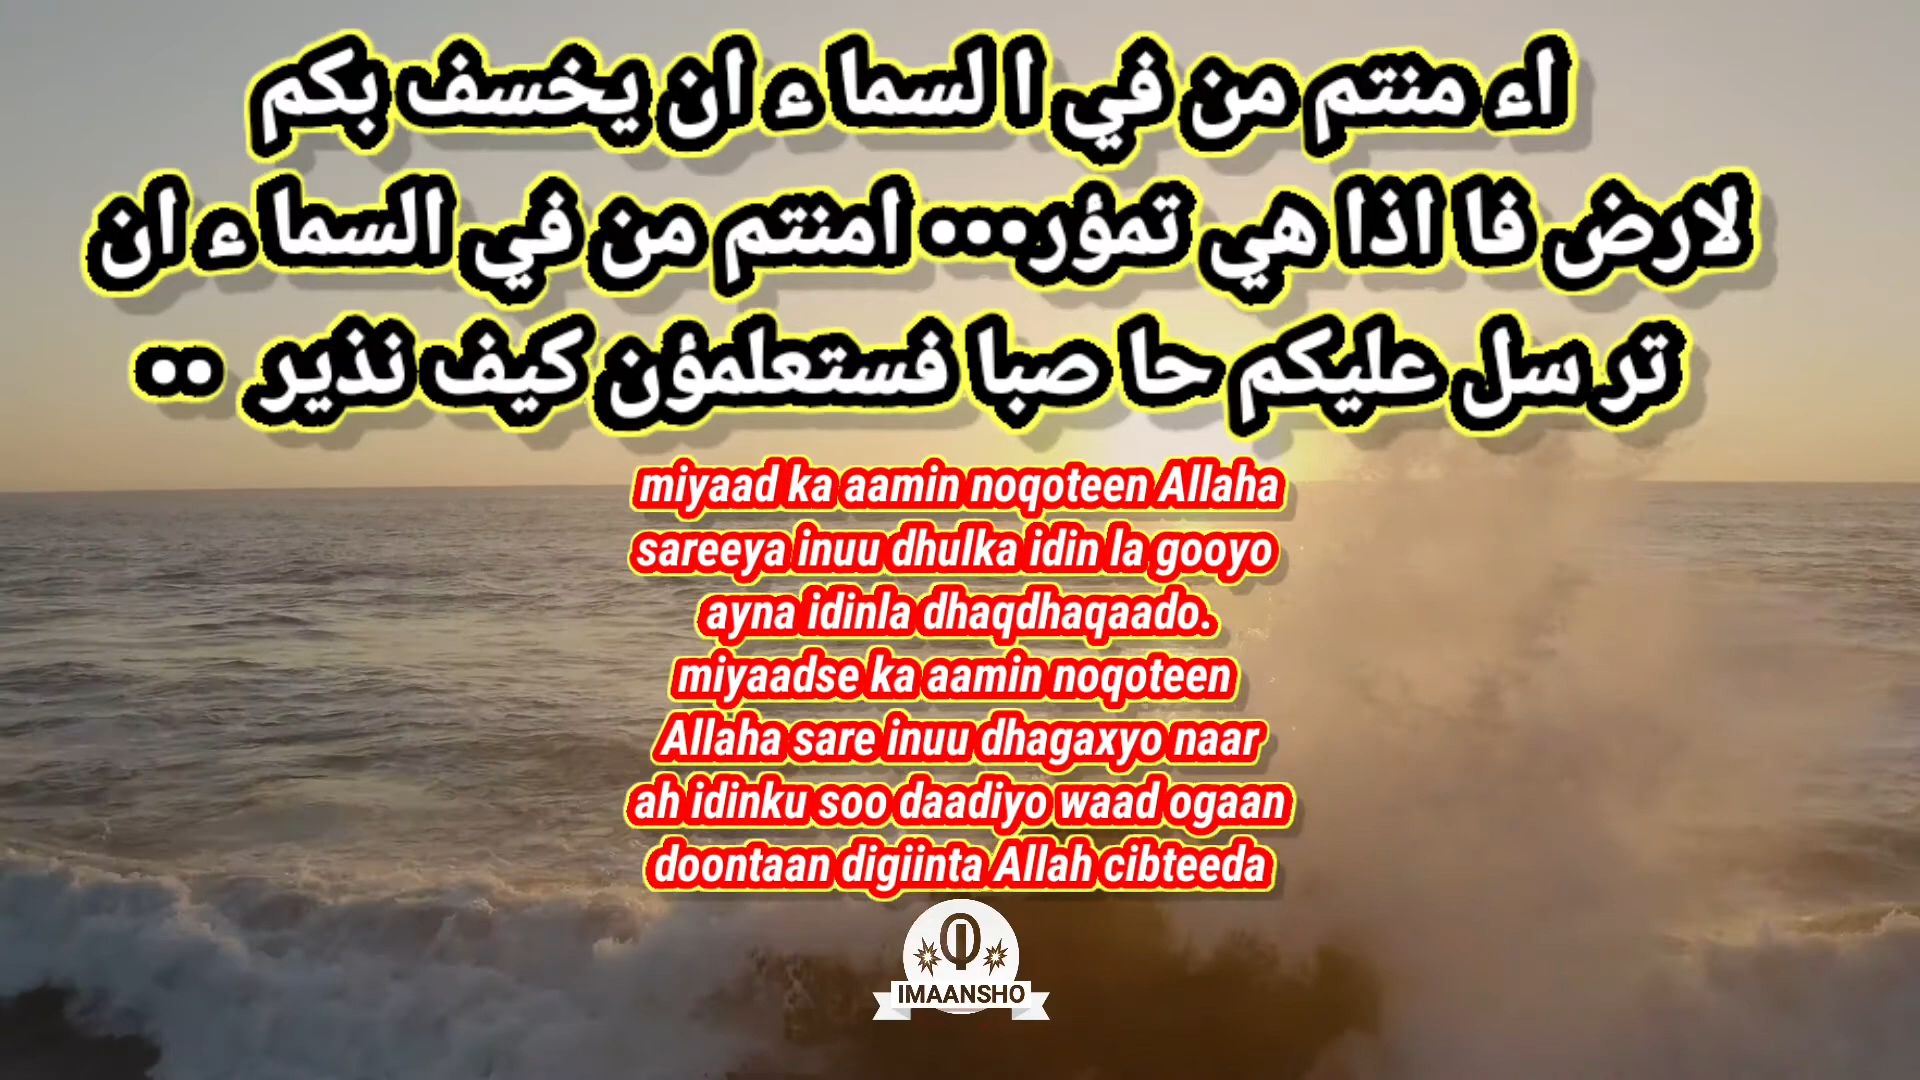 اء منتم من في ا لسما ء ان يخسف بكم
لارض فا اذا هي تمؤر... امنتم من في السما ء ان
تر سل عليكم حا صبا فستعلمؤن كيف نذير ..
miyaad ka aamin noqoteen Allaha
sareeya inuu dhulka idin la gooyo
ayna idinla dhaqdhaqaado.
miyaadse ka aamin noqoteen
Allaha sare inuu dhagaxyo naar
ah idinku soo daadiyo waad ogaan
doontaan digiinta Allah cibteeda
IMAANSHO